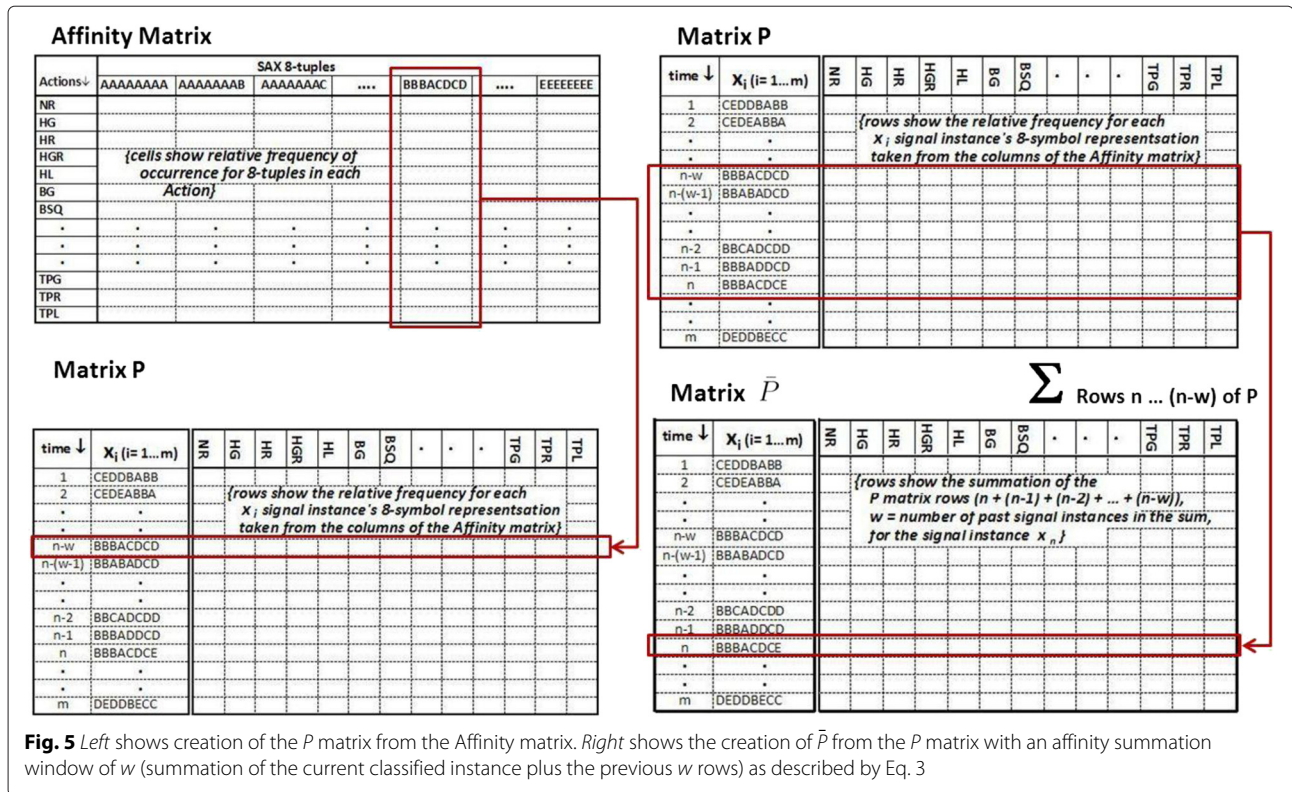 Affinity Matrix
SAX 8-tuples
Actions↓ AAAAAAAA AAAAAAAB AAAAAAAC .... BBBACDCD .... EEEEEEEE
NR
HG
HR
HGR
HL
BG
BSQ
{cells show relative frequency of
occurrence for 8-tuples in each
Action}
. . . . . . . .
. . . . . . . .
. . . . . . . .
TPG
TPR
TPL
Matrix P
time ↓ Xi (i= 1...m) NR HG HR HGR HL BG BSQ . . . TPG TPR TPL
1 CEDDBABB
2 CEDEABBA
. .
. .
n-w BBBACDCD
n-(w-1) BBABADCD
. .
. .
n-2 BBCADCDD
n-1 BBBADDCD
n BBBACDCE
. .
. .
m DEDDBECC
{rows show the relative frequency for each
x i signal instance's 8-symbol representsation
taken from the columns of the Affinity matrix}
Matrix P
time ↓ Xi (i= 1...m) NR HG HR HGR HL BG BSQ . . . TPG TPR TPL
1 CEDDBABB
2 CEDEABBA
. .
n-w BBBACDCD
n-(w-1) BBABADCD
. .
. .
n-2 BBCADCDD
n-1 BBBADDCD
n BBBACDCE
. .
. .
m DEDDBECC
{rows show the relative frequency for each
x i signal instance's 8-symbol representsation
taken from the columns of the Affinity matrix}
Matrix P̄
∑ Rows n ... (n-w) of P
time ↓ Xi (i= 1...m) NR HG HR HGR HL BG BSQ . . . TPG TPR TPL
1 CEDDBABB
2 CEDEABBA
. .
. .
n-w BBBACDCD
n-(w-1) BBABADCD
. .
. .
n-2 BBCADCDD
n-1 BBBADDCD
n BBBACDCE
. .
. .
m DEDDBECC
{rows show the summation of the
P matrix rows (n + (n-1) + (n-2) + ... + (n-w)),
w = number of past signal instances in the sum,
for the signal instance x n }
Fig. 5 Left shows creation of the P matrix from the Affinity matrix. Right shows the creation of P̄ from the P matrix with an affinity summation
window of w (summation of the current classified instance plus the previous w rows) as described by Eq. 3